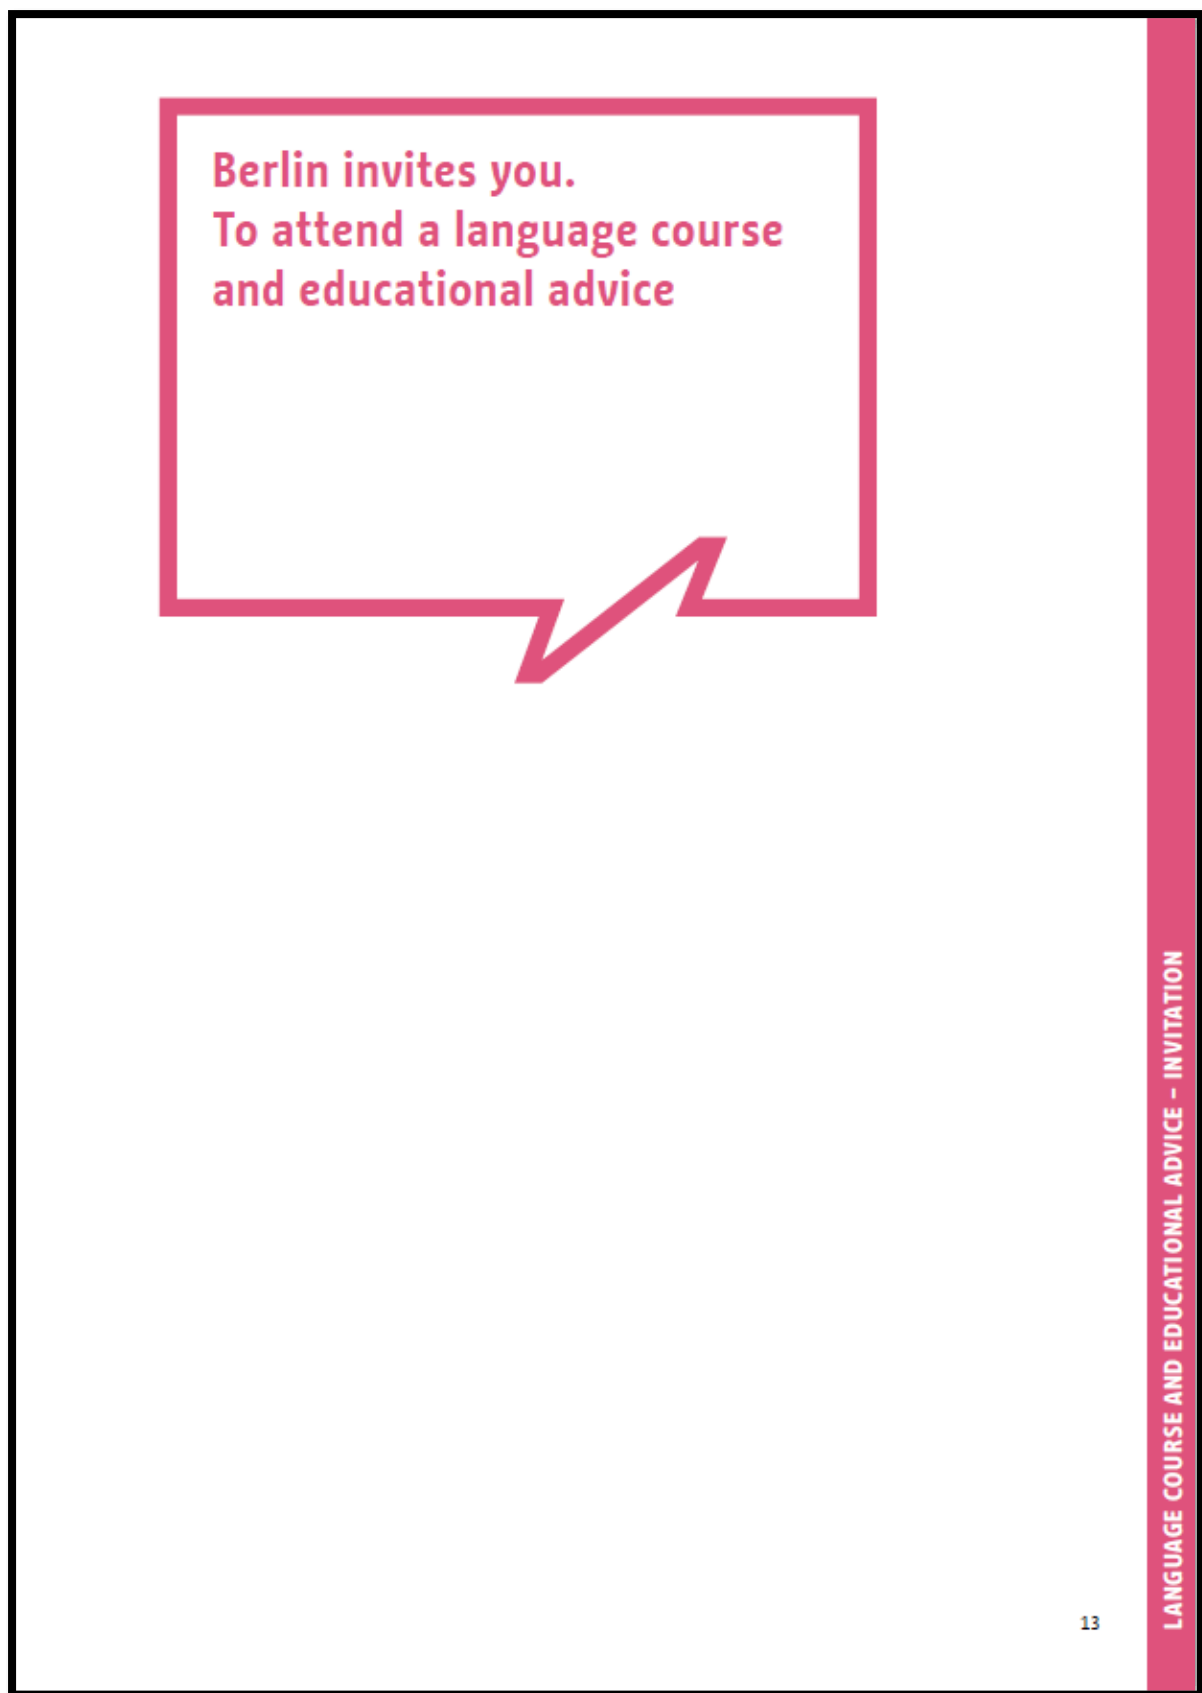 Berlin invites you.
To attend a language course
and educational advice
LANGUAGE COURSE AND EDUCATIONAL ADVICE – INVITATION
13